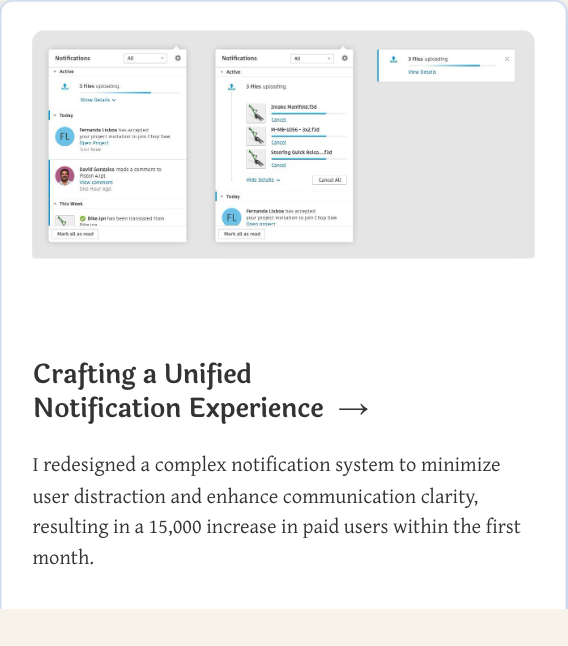 Notifications
All
Active
3 Files uploading.
Show Details
Today
FL
Fernanda Lisboa has accepted
your project invitation to join Chop Saw
Open Project
Just Now
David Gonzales made a comment to
Piston A.ipt
View comment
One Hour ago
This Week
Bike.ipn has been translated from
Mark all as read
Notifications
All
Active
3 Files uploading.
Intake Manifold.f3d
Cancel
M-MB-1056 - 3x2.f3d
Cancel
Steering Quick Relea...f3d
Cancel
Hide Details
Cancel All
Today
FL
Fernanda Lisboa has accepted
your project invitation to join Chop Saw
Open project
Mark all as read
3 Files uploading.
View Details
Crafting a Unified
Notification Experience →
I redesigned a complex notification system to minimize
user distraction and enhance communication clarity,
resulting in a 15,000 increase in paid users within the first
month.